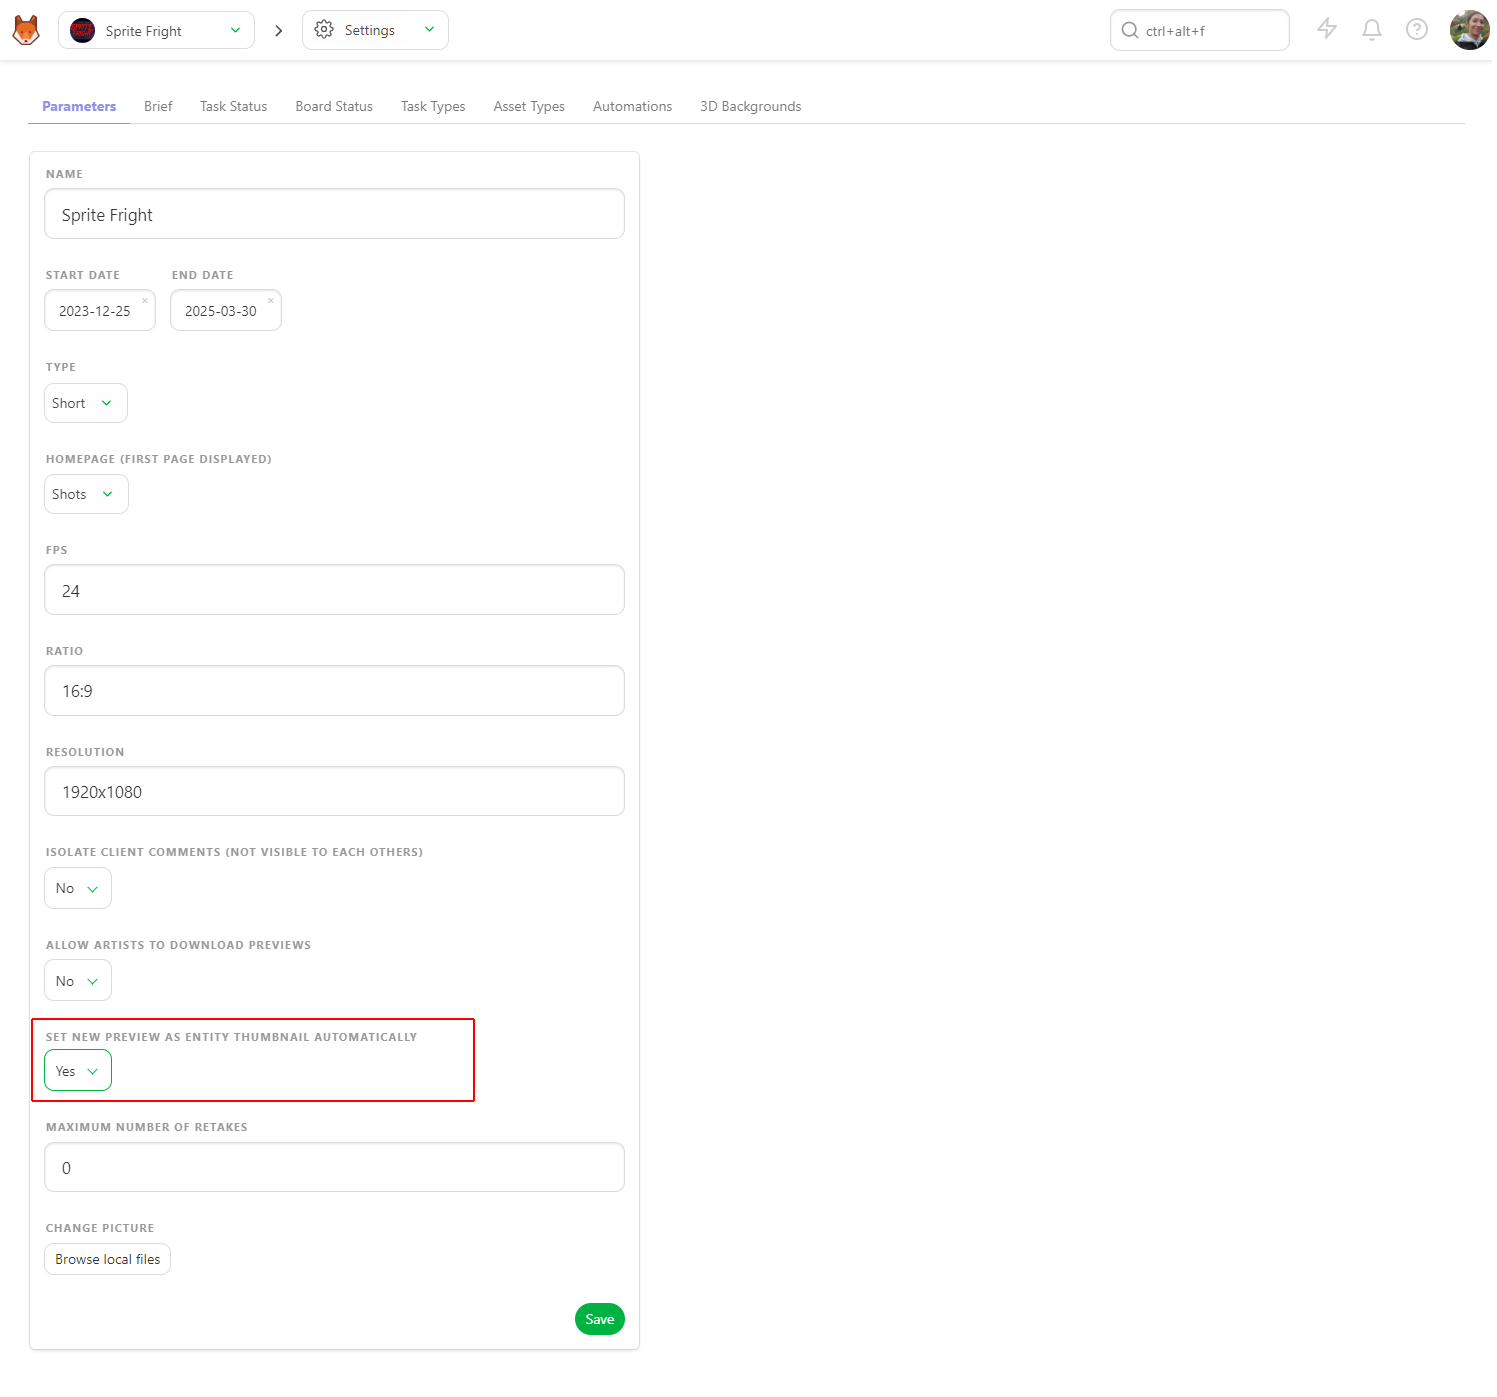 Sprite Fright
Settings
ctrl+alt+f
Parameters Brief Task Status Board Status Task Types Asset Types Automations 3D Backgrounds
NAME
Sprite Fright
START DATE END DATE
2023-12-25 × 2025-03-30 ×
TYPE
Short
HOMEPAGE (FIRST PAGE DISPLAYED)
Shots
FPS
24
RATIO
16:9
RESOLUTION
1920x1080
ISOLATE CLIENT COMMENTS (NOT VISIBLE TO EACH OTHERS)
No
ALLOW ARTISTS TO DOWNLOAD PREVIEWS
No
SET NEW PREVIEW AS ENTITY THUMBNAIL AUTOMATICALLY
Yes
MAXIMUM NUMBER OF RETAKES
0
CHANGE PICTURE
Browse local files
Save